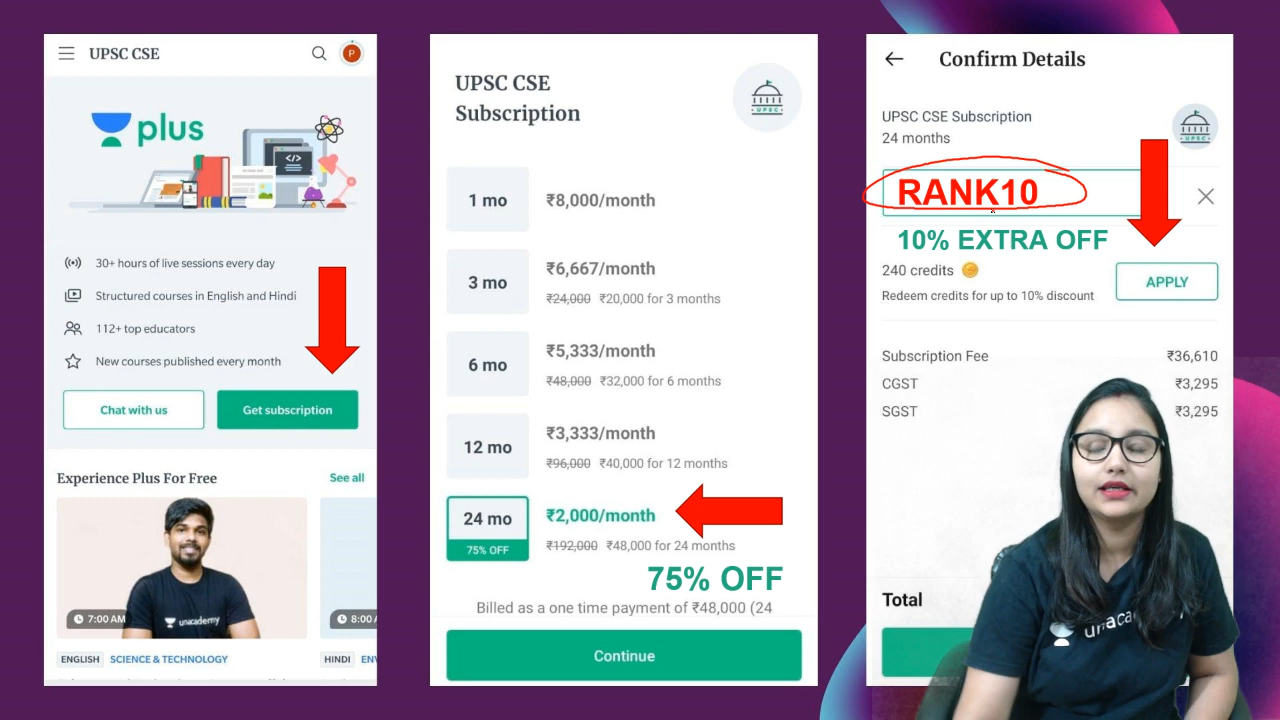 UPSC CSE
P
plus
30+ hours of live sessions every day
Structured courses in English and Hindi
112+ top educators
New courses published every month
Chat with us
Get subscription
Experience Plus For Free
See all
unacademy
7:00 AM
8:00
ENGLISH
SCIENCE & TECHNOLOGY
HINDI
UPSC CSE
Subscription
UPSC
1 mo
₹8,000/month
3 mo
₹6,667/month
₹24,000 ₹20,000 for 3 months
6 mo
₹5,333/month
₹48,000 ₹32,000 for 6 months
12 mo
₹3,333/month
₹96,000 ₹40,000 for 12 months
24 mo
75% OFF
₹2,000/month
₹192,000 ₹48,000 for 24 months
75% OFF
Billed as a one time payment of ₹48,000 (24
Continue
Confirm Details
UPSC CSE Subscription
24 months
UPSC
RANK10
10% EXTRA OFF
240 credits
Redeem credits for up to 10% discount
APPLY
Subscription Fee ₹36,610
CGST ₹3,295
SGST ₹3,295
Total